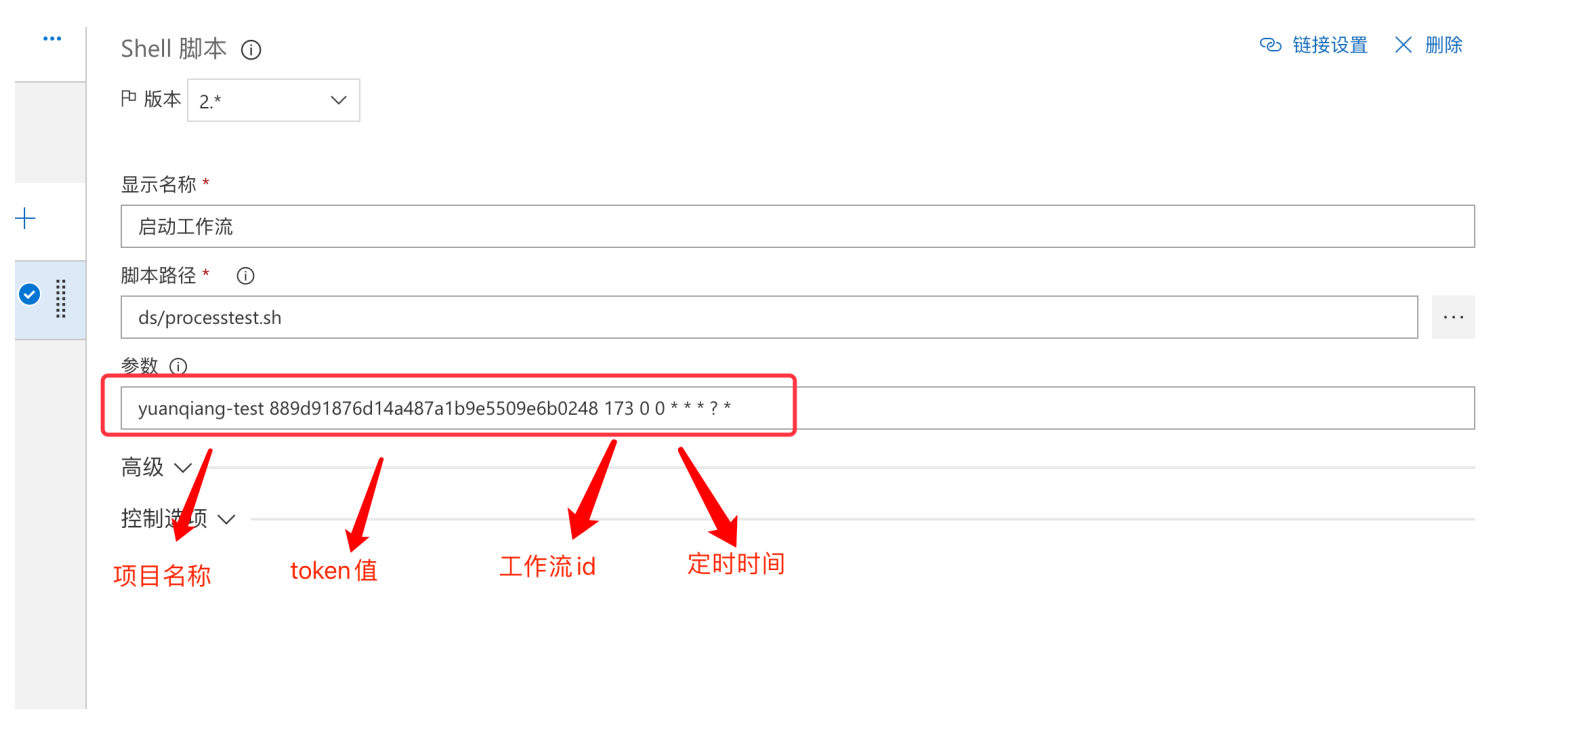 Shell 脚本
链接设置 删除
版本 2.*
显示名称 *
启动工作流
脚本路径 *
ds/processtest.sh
参数
yuanqiang-test 889d91876d14a487a1b9e5509e6b0248 173 0 0 * * * ? *
高级
控制选项
项目名称 token值 工作流id 定时时间